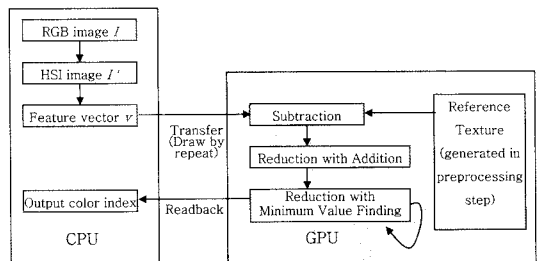 RGB image I
HSI image I'
Feature vector v
Transfer
(Draw by
repeat)
Subtraction
Reference
Texture
(generated in
preprocessing
step)
Reduction with Addition
Reduction with
Minimum Value Finding
Readback
Output color index
CPU
GPU